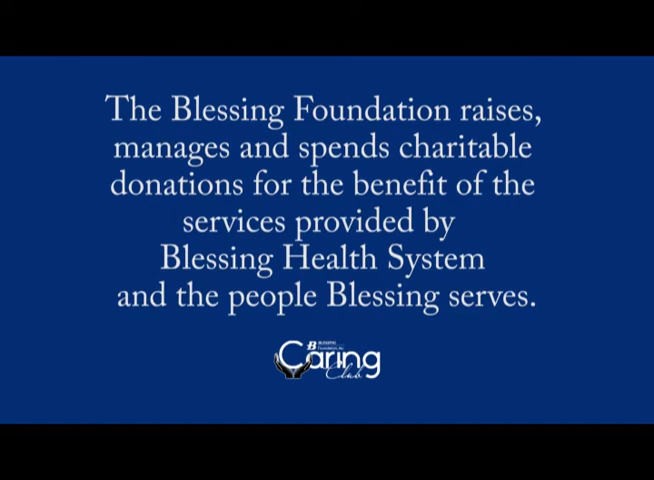 The Blessing Foundation raises,
manages and spends charitable
donations for the benefit of the
services provided by
Blessing Health System
and the people Blessing serves.
Caring
Club